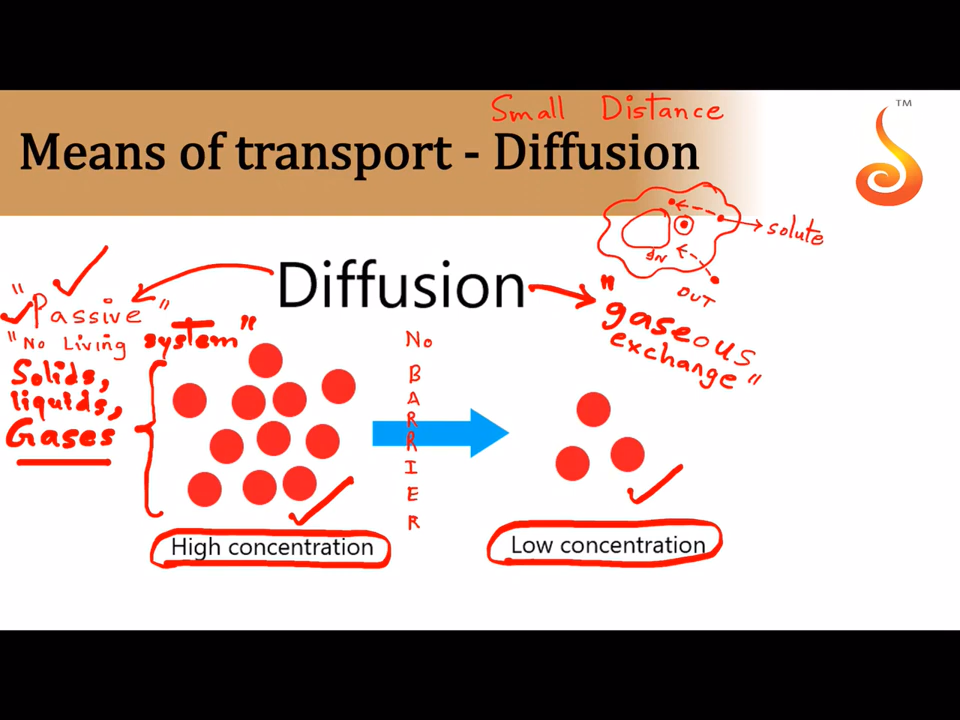 Small Distance
TM
Means of transport - Diffusion
solute
IN
OUT
Diffusion
"Passive"
"gaseous
exchange"
"No Living system"
Solids,
liquids,
Gases
No
B
A
R
R
I
E
R
High concentration
Low concentration